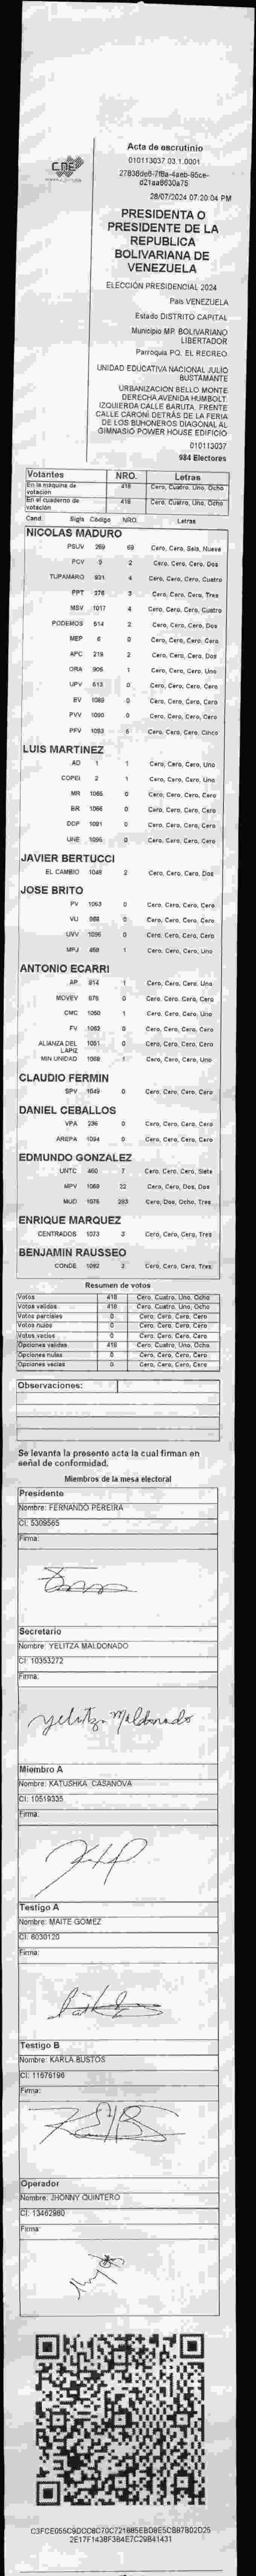 CNE
Acta de escrutinio
010113037.03.1.0001
28/07/2024 07:20:04 PM
PRESIDENTA O
PRESIDENTE DE LA
REPUBLICA
BOLIVARIANA DE
VENEZUELA
ELECCIÓN PRESIDENCIAL 2024
País VENEZUELA
Estado DISTRITO CAPITAL
Municipio MP. BOLIVARIANO
LIBERTADOR
Parroquia PQ. EL RECREO
UNIDAD EDUCATIVA NACIONAL JULIO
BUSTAMANTE
URBANIZACIÓN BELLO MONTE
DERECHA AVENIDA HUMBOLT.
IZQUIERDA CALLE BARUTA. FRENTE
CALLE CARONÍ DETRÁS DE LA FERIA
DE LOS BUHONEROS DIAGONAL AL
GIMNASIO POWER HOUSE EDIFICIO
010113037
984 Electores
Votantes NRO. Letras
En la máquina de votación 418 Cero, Cuatro, Uno, Ocho
En el cuaderno de votación 418 Cero, Cuatro, Uno, Ocho
Cand. Sigla Código NRO. Letras
NICOLAS MADURO
PSUV 269 69 Cero, Cero, Seis, Nueve
PCV 9 2 Cero, Cero, Cero, Dos
TUPAMARO 931 4 Cero, Cero, Cero, Cuatro
PPT 276 3 Cero, Cero, Cero, Tres
MSV 1017 4 Cero, Cero, Cero, Cuatro
PODEMOS 514 2 Cero, Cero, Cero, Dos
MEP 6 0 Cero, Cero, Cero, Cero
APC 219 2 Cero, Cero, Cero, Dos
ORA 906 1 Cero, Cero, Cero, Uno
UPV 613 0 Cero, Cero, Cero, Cero
EV 1089 0 Cero, Cero, Cero, Cero
PVV 1090 0 Cero, Cero, Cero, Cero
PFV 1093 5 Cero, Cero, Cero, Cinco
LUIS MARTINEZ
AD 1 1 Cero, Cero, Cero, Uno
COPEI 2 1 Cero, Cero, Cero, Uno
MR 1065 0 Cero, Cero, Cero, Cero
BR 1066 0 Cero, Cero, Cero, Cero
DDP 1091 0 Cero, Cero, Cero, Cero
UNE 1095 0 Cero, Cero, Cero, Cero
JAVIER BERTUCCI
EL CAMBIO 1048 2 Cero, Cero, Cero, Dos
JOSE BRITO
PV 1063 0 Cero, Cero, Cero, Cero
VU 0 Cero, Cero, Cero, Cero
UVV 1096 0 Cero, Cero, Cero, Cero
MPJ 458 1 Cero, Cero, Cero, Uno
ANTONIO ECARRI
AP 914 1 Cero, Cero, Cero, Uno
MOVEV 876 0 Cero, Cero, Cero, Cero
CMC 1050 1 Cero, Cero, Cero, Uno
FV 1062 0 Cero, Cero, Cero, Cero
ALIANZA DEL LAPIZ 1051 0 Cero, Cero, Cero, Cero
MIN UNIDAD 1088 1 Cero, Cero, Cero, Uno
CLAUDIO FERMIN
SPV 1049 0 Cero, Cero, Cero, Cero
DANIEL CEBALLOS
VPA 236 0 Cero, Cero, Cero, Cero
AREPA 1094 0 Cero, Cero, Cero, Cero
EDMUNDO GONZALEZ
UNTC 460 7 Cero, Cero, Cero, Siete
MPV 1069 22 Cero, Cero, Dos, Dos
MUD 1076 283 Cero, Dos, Ocho, Tres
ENRIQUE MARQUEZ
CENTRADOS 1073 3 Cero, Cero, Cero, Tres
BENJAMIN RAUSSEO
CONDE 1092 3 Cero, Cero, Cero, Tres
Resumen de votos
Votos 418 Cero, Cuatro, Uno, Ocho
Votos validos 418 Cero, Cuatro, Uno, Ocho
Votos parciales 0 Cero, Cero, Cero, Cero
Votos nulos 0 Cero, Cero, Cero, Cero
Votos vacios 0 Cero, Cero, Cero, Cero
Opciones validas 418 Cero, Cuatro, Uno, Ocho
Opciones nulas 0 Cero, Cero, Cero, Cero
Opciones vacias 0 Cero, Cero, Cero, Cero
Observaciones:
Se levanta la presente acta la cual firman en
señal de conformidad.
Miembros de la mesa electoral
Presidente
Nombre: FERNANDO PEREIRA
CI: 5309565
Firma:
Secretario
Nombre: YELITZA MALDONADO
CI: 10353272
Firma:
Yelitza Maldonado
Miembro A
Nombre: KATUSHKA CASANOVA
CI: 10519335
Firma:
Testigo A
Nombre: MAITE GOMEZ
CI: 6030120
Firma:
Testigo B
Nombre: KARLA BUSTOS
CI: 11676196
Firma:
Operador
Nombre: JHONNY QUINTERO
CI: 13462980
Firma: